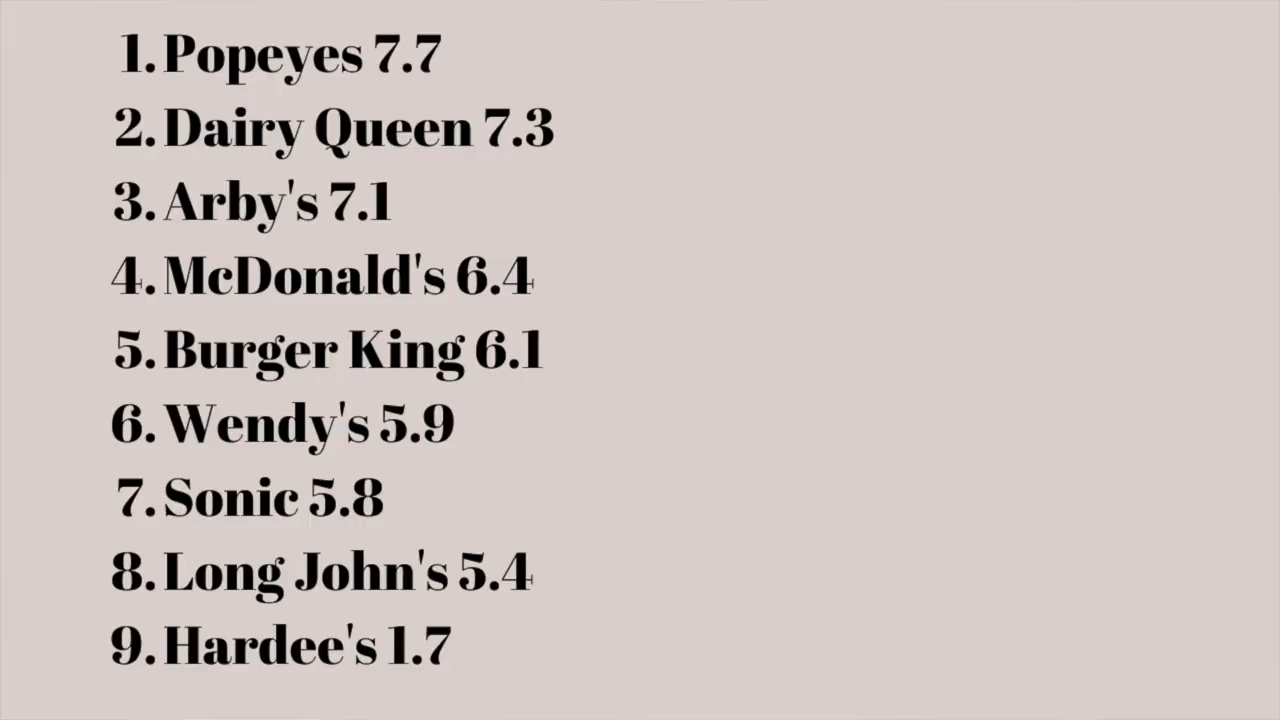 1. Popeyes 7.7
2. Dairy Queen 7.3
3. Arby's 7.1
4. McDonald's 6.4
5. Burger King 6.1
6. Wendy's 5.9
7. Sonic 5.8
8. Long John's 5.4
9. Hardee's 1.7